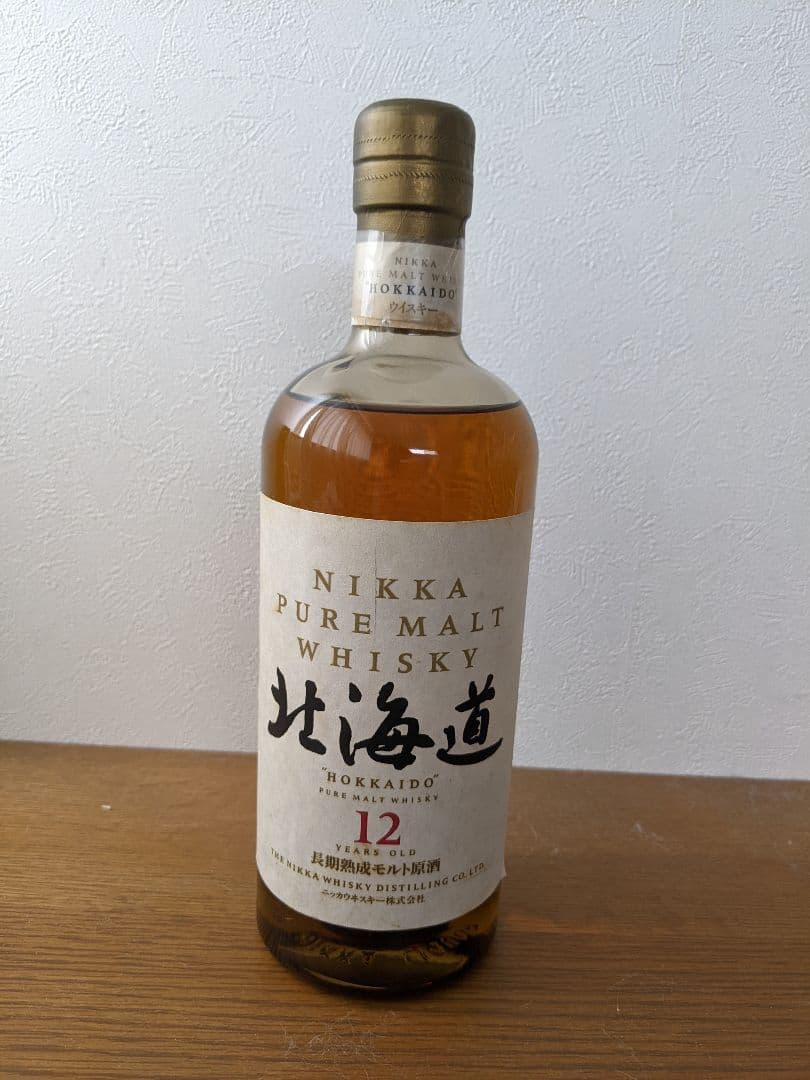 NIKKA
PURE MALT WHIS
"HOKKAIDO"
ウイスキー
NIKKA
PURE MALT
WHISKY
北海道
"HOKKAIDO"
PURE MALT WHISKY
12
YEARS OLD
長期熟成モルト原酒
THE NIKKA WHISKY DISTILLING CO. LTD.
ニッカウヰスキー株式会社